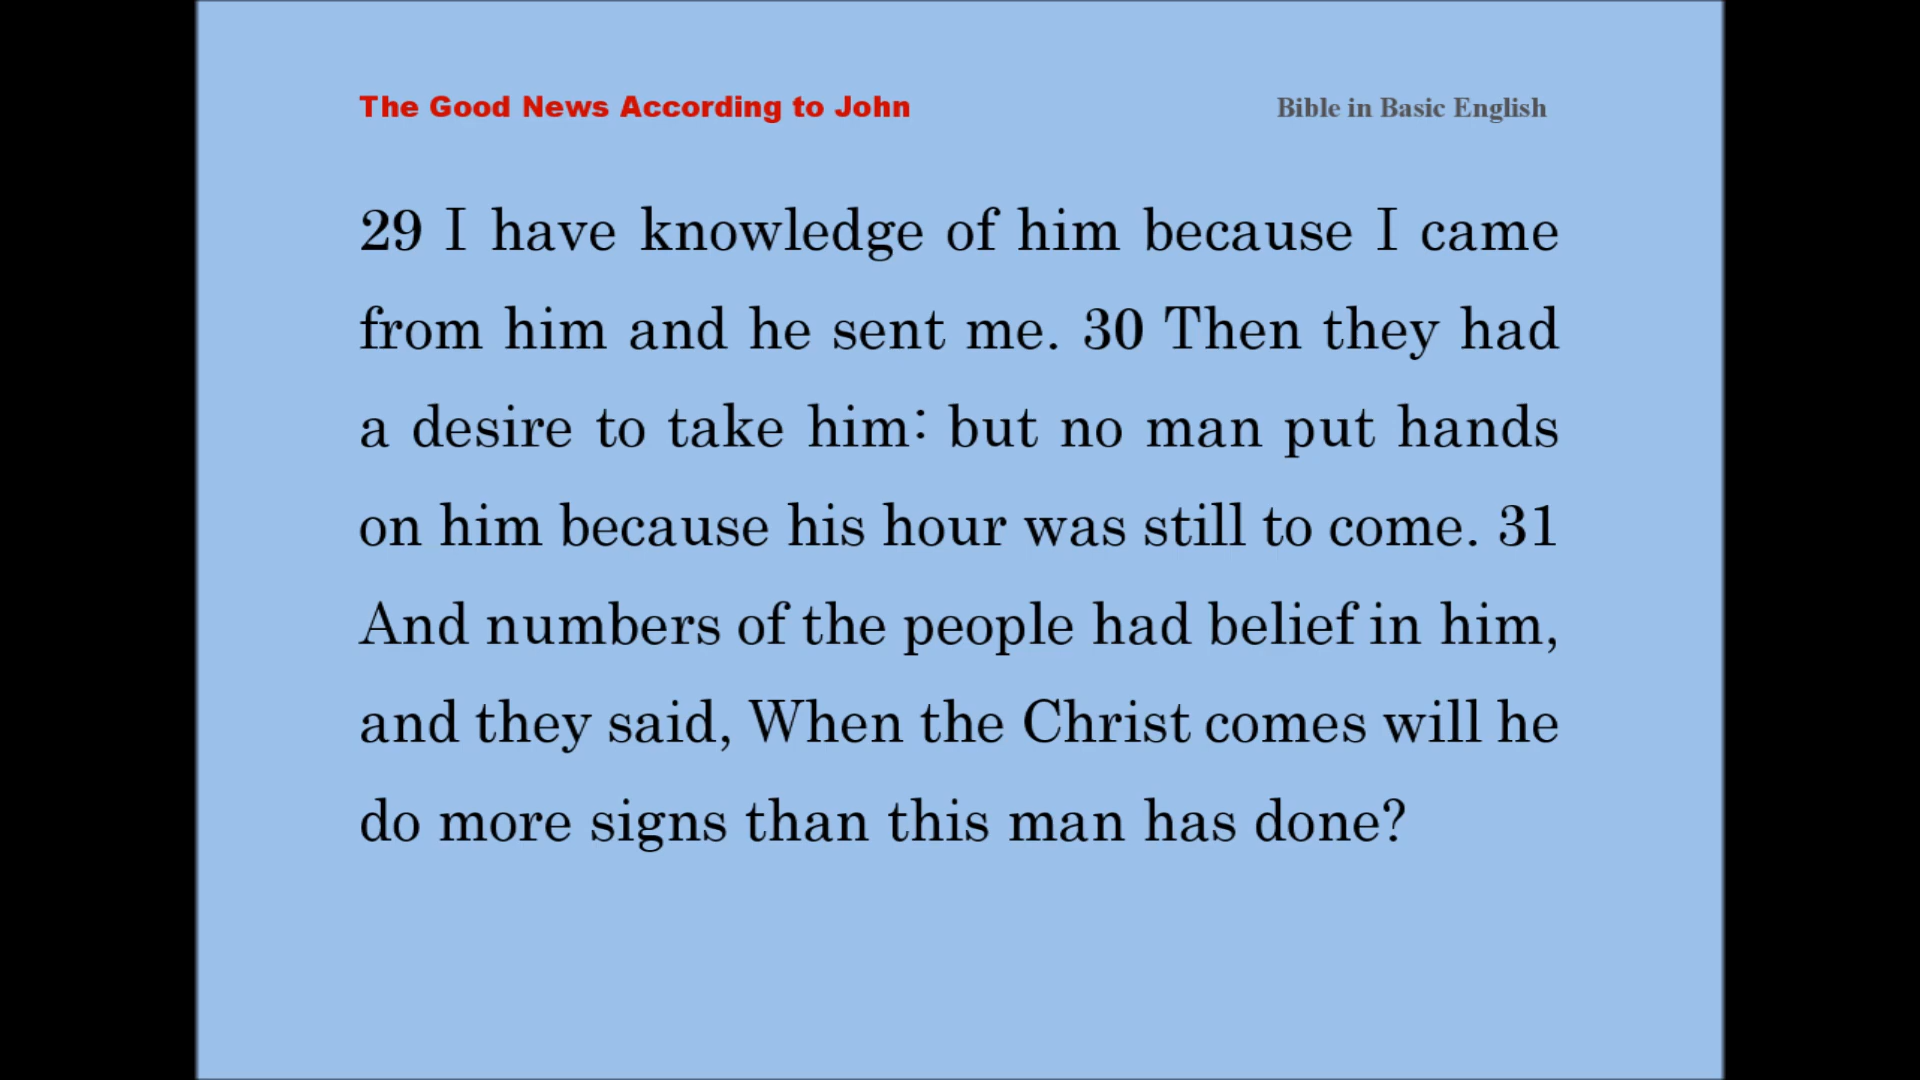 The Good News According to John
Bible in Basic English
29 I have knowledge of him because I came
from him and he sent me. 30 Then they had
a desire to take him: but no man put hands
on him because his hour was still to come. 31
And numbers of the people had belief in him,
and they said, When the Christ comes will he
do more signs than this man has done?